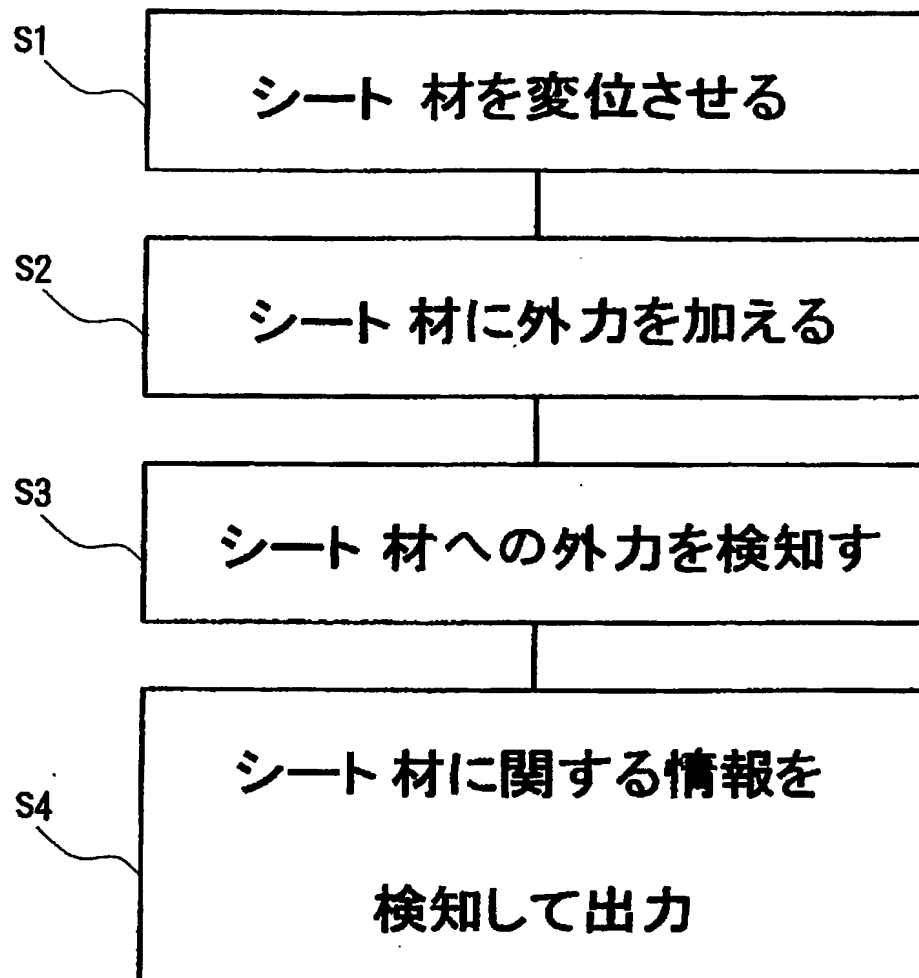 S1
シート 材を変位させる
S2
シート 材に外力を加える
S3
シート 材への外力を検知す
S4
シート 材に関する情報を
検知して出力